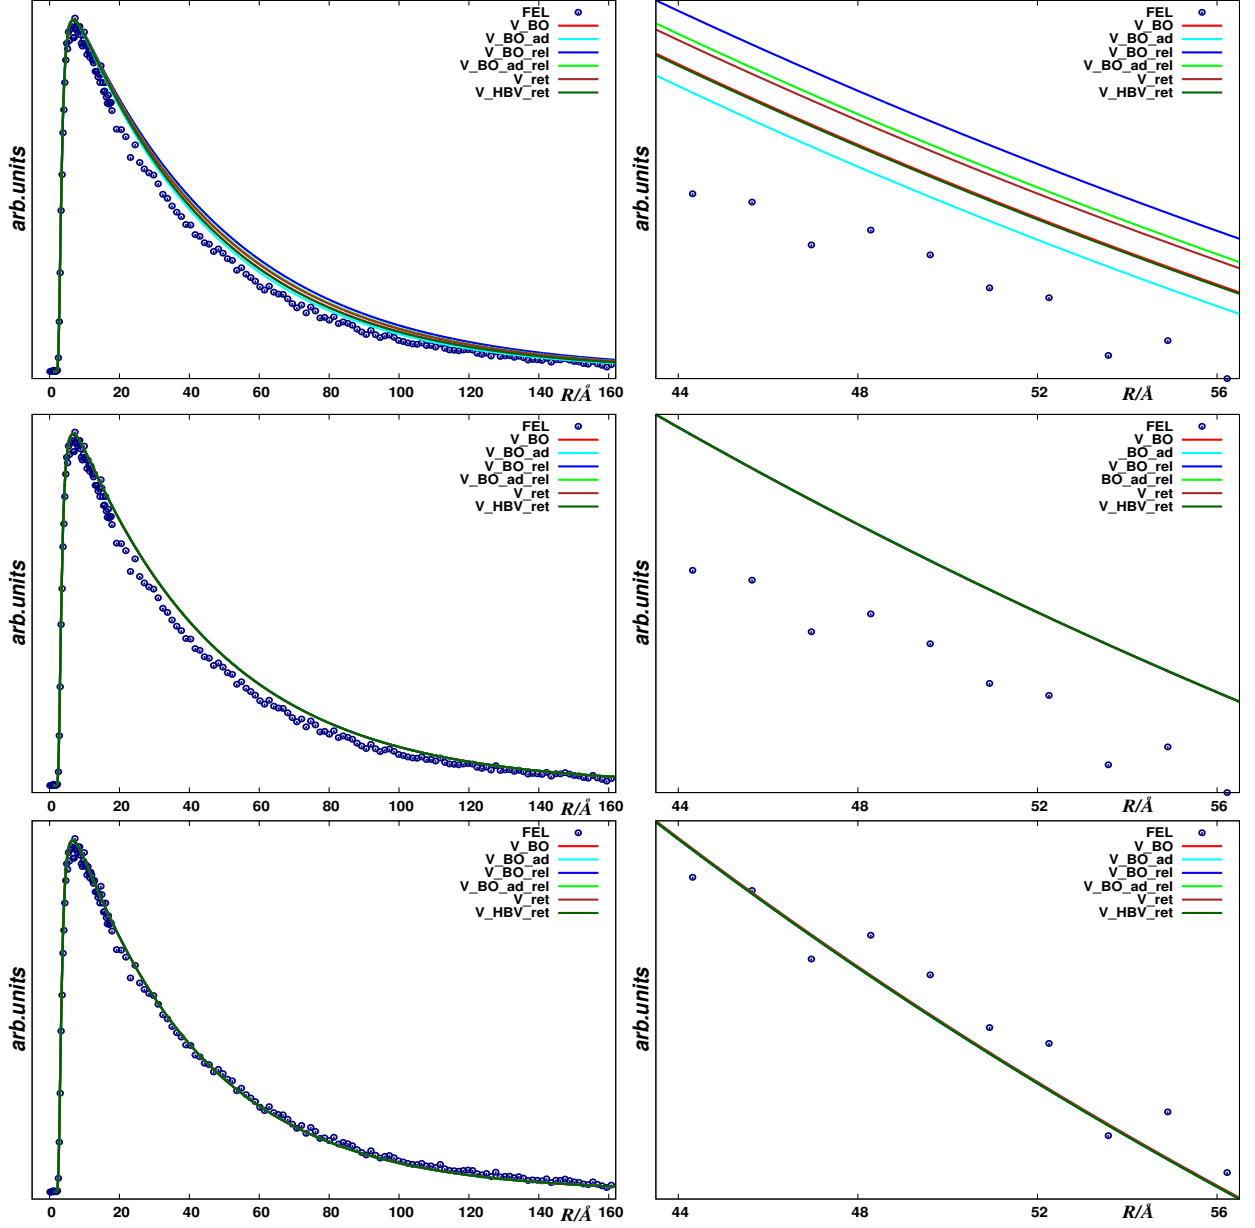 FEL
V_BO
V_BO_ad
V_BO_rel
V_BO_ad_rel
V_ret
V_HBV_ret
arb.units
0 20 40 60 80 100 120 140 160
R/Å
FEL
V_BO
V_BO_ad
V_BO_rel
V_BO_ad_rel
V_ret
V_HBV_ret
arb.units
44 48 52 56
R/Å
FEL
V_BO
V_BO_ad
V_BO_rel
V_BO_ad_rel
V_ret
V_HBV_ret
arb.units
0 20 40 60 80 100 120 140 160
R/Å
FEL
V_BO
_BO_ad
V_BO_rel
BO_ad_rel
V_ret
V_HBV_ret
arb.units
44 48 52 56
R/Å
FEL
V_BO
V_BO_ad
V_BO_rel
V_BO_ad_rel
V_ret
V_HBV_ret
arb.units
0 20 40 60 80 100 120 140 160
R/Å
FEL
V_BO
V_BO_ad
V_BO_rel
V_BO_ad_rel
V_ret
V_HBV_ret
arb.units
44 48 52 56
R/Å